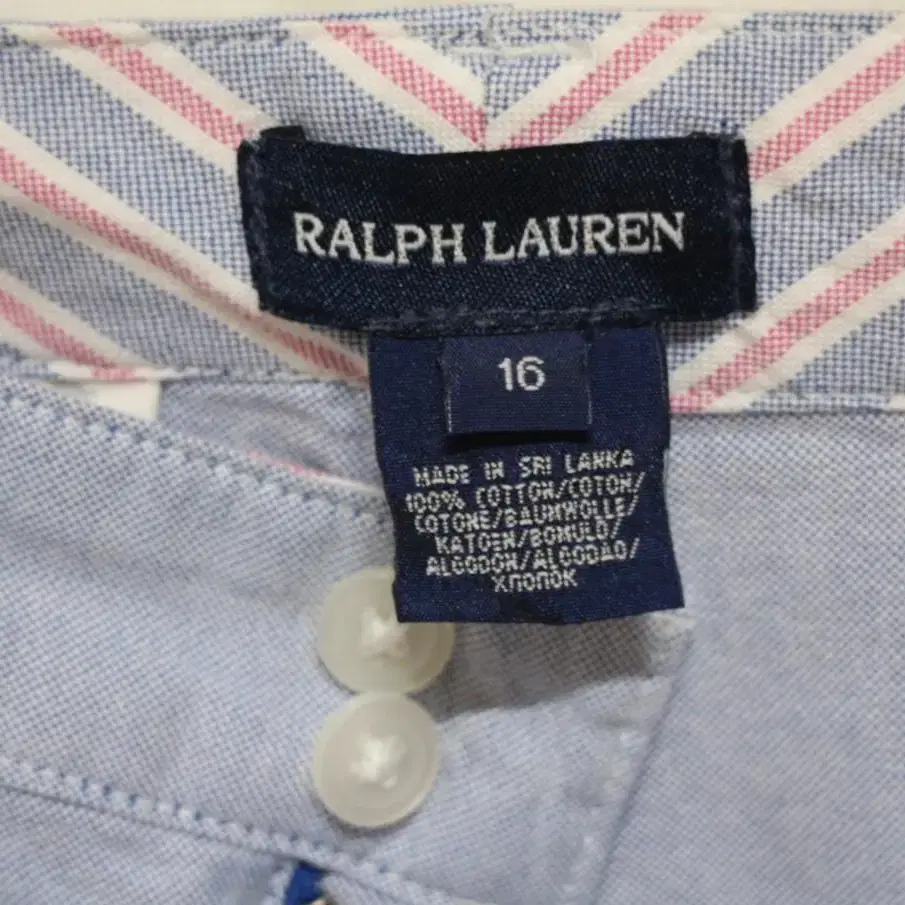 RALPH LAUREN
16
MADE IN SRI LANKA
100% COTTON/COTON/
COTONE/BAUMWOLLE/
KATOEN/BOMULD/
ALGODON/ALGODAO/
ХЛОПОК